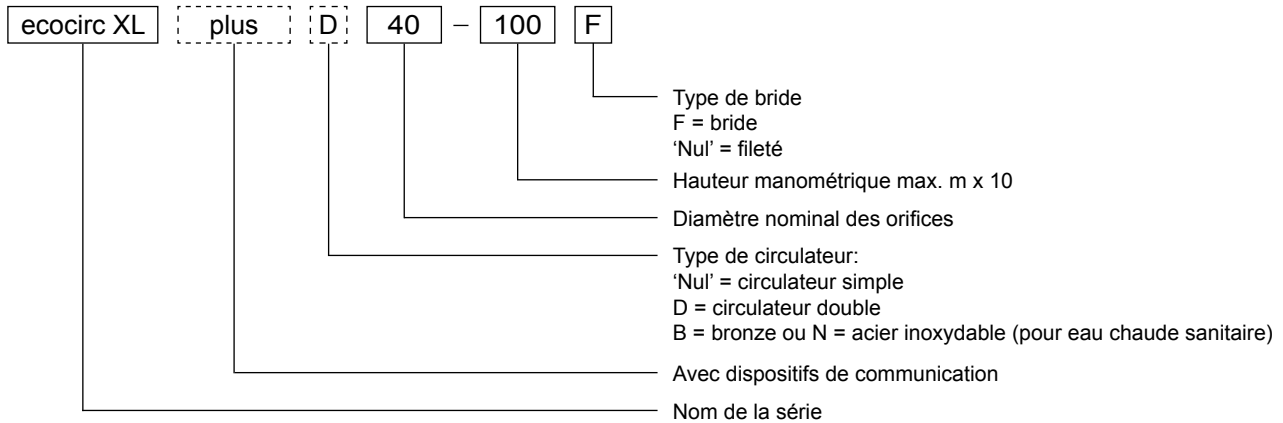 ecocirc XL plus D 40 – 100 F
Type de bride
F = bride
‘Nul’ = fileté
Hauteur manométrique max. m x 10
Diamètre nominal des orifices
Type de circulateur:
‘Nul’ = circulateur simple
D = circulateur double
B = bronze ou N = acier inoxydable (pour eau chaude sanitaire)
Avec dispositifs de communication
Nom de la série